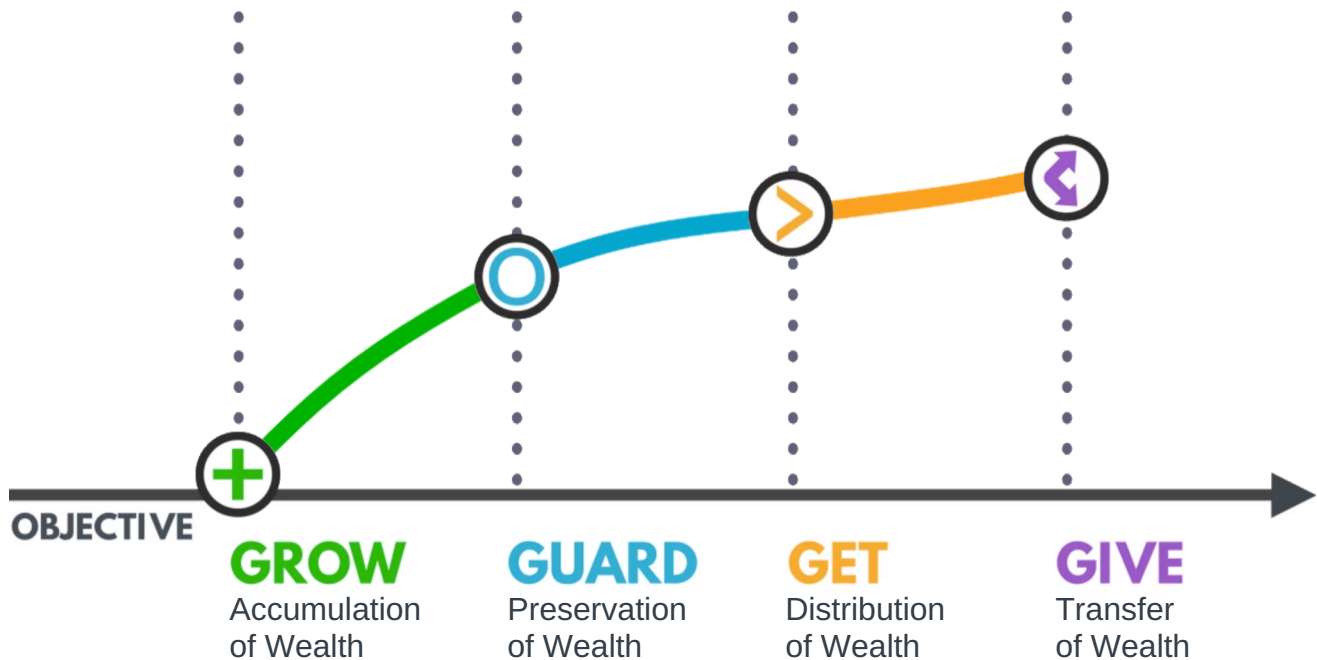 OBJECTIVE
GROW
Accumulation
of Wealth
GUARD
Preservation
of Wealth
GET
Distribution
of Wealth
GIVE
Transfer
of Wealth